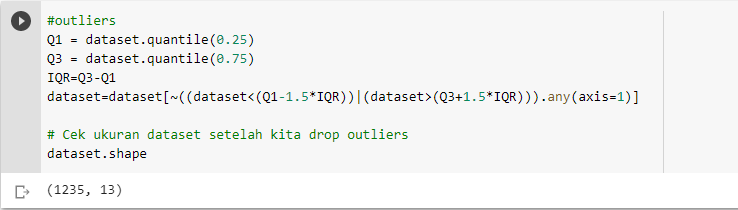 #outliers
Q1 = dataset.quantile(0.25)
Q3 = dataset.quantile(0.75)
IQR=Q3-Q1
dataset=dataset[~((dataset<(Q1-1.5*IQR))|(dataset>(Q3+1.5*IQR))).any(axis=1)]
# Cek ukuran dataset setelah kita drop outliers
dataset.shape
(1235, 13)